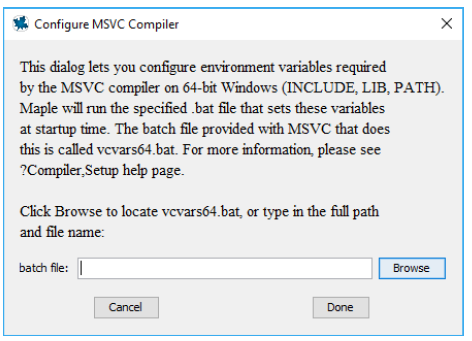 Configure MSVC Compiler
This dialog lets you configure environment variables required
by the MSVC compiler on 64-bit Windows (INCLUDE, LIB, PATH).
Maple will run the specified .bat file that sets these variables
at startup time. The batch file provided with MSVC that does
this is called vcvars64.bat. For more information, please see
?Compiler,Setup help page.
Click Browse to locate vcvars64.bat, or type in the full path
and file name:
batch file: Browse
Cancel Done